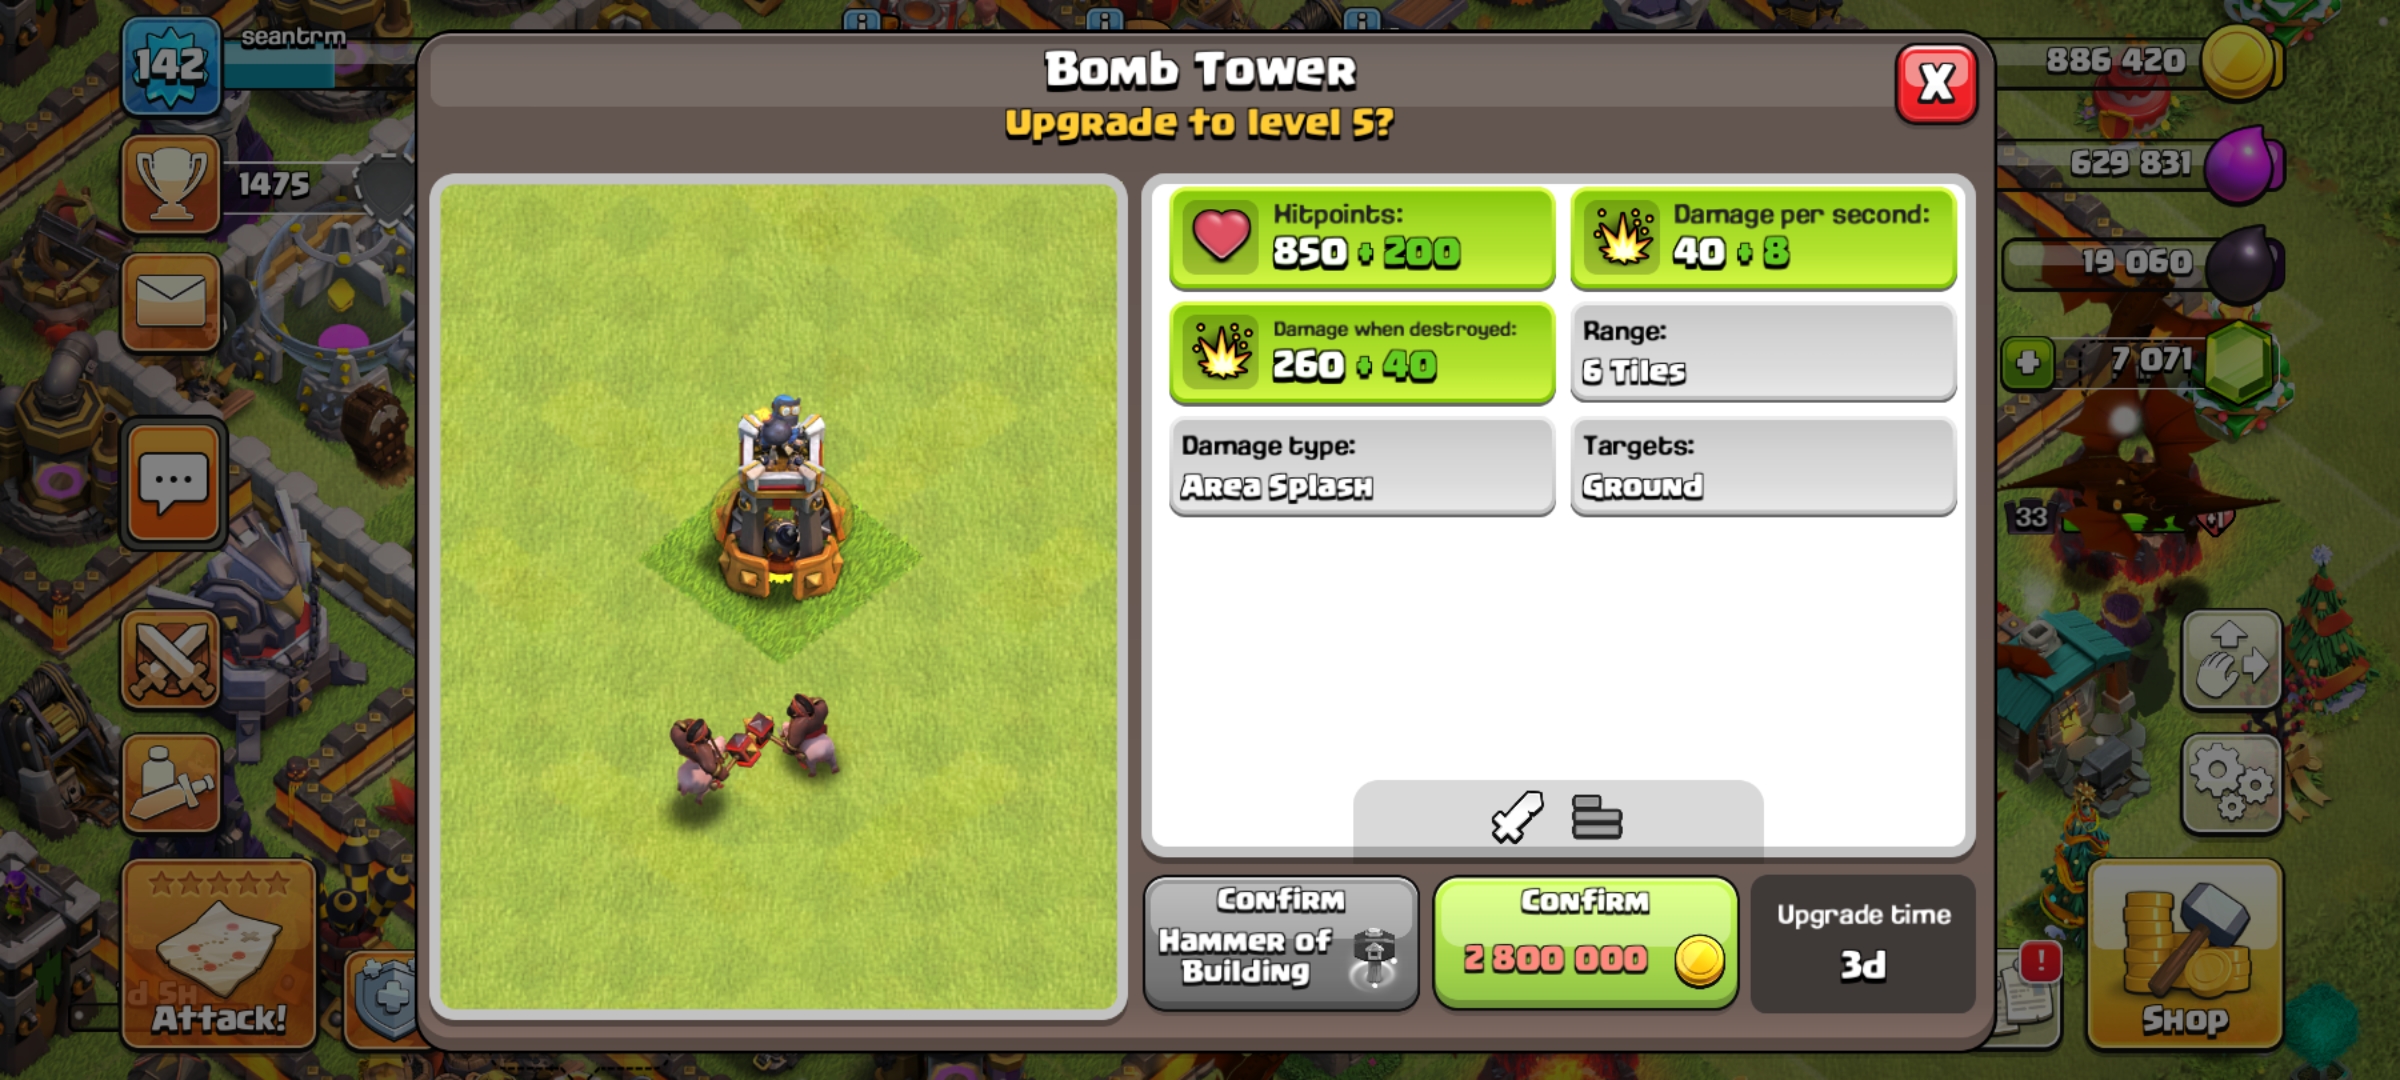 142
seantrm
1475
Attack!
Bomb Tower
Upgrade to level 5?
X
Hitpoints:
850 + 200
Damage per second:
40 + 8
Damage when destroyed:
260 + 40
Range:
6 Tiles
Damage type:
Area Splash
Targets:
Ground
Confirm
Hammer of
Building
Confirm
2 800 000
Upgrade time
3d
886 420
629 831
19 060
7 071
33
+1
!
Shop